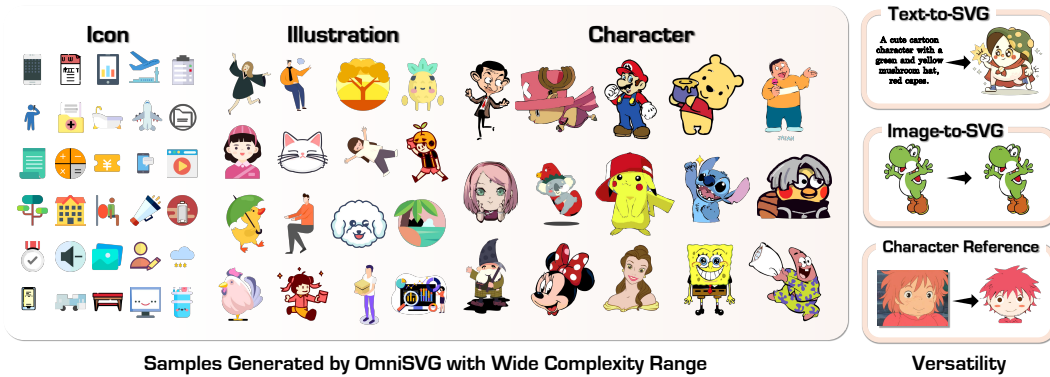 Icon
Illustration
Character
Text-to-SVG
A cute cartoon
character with a
green and yellow
mushroom hat,
red capes.
Image-to-SVG
Character Reference
Samples Generated by OmniSVG with Wide Complexity Range
Versatility